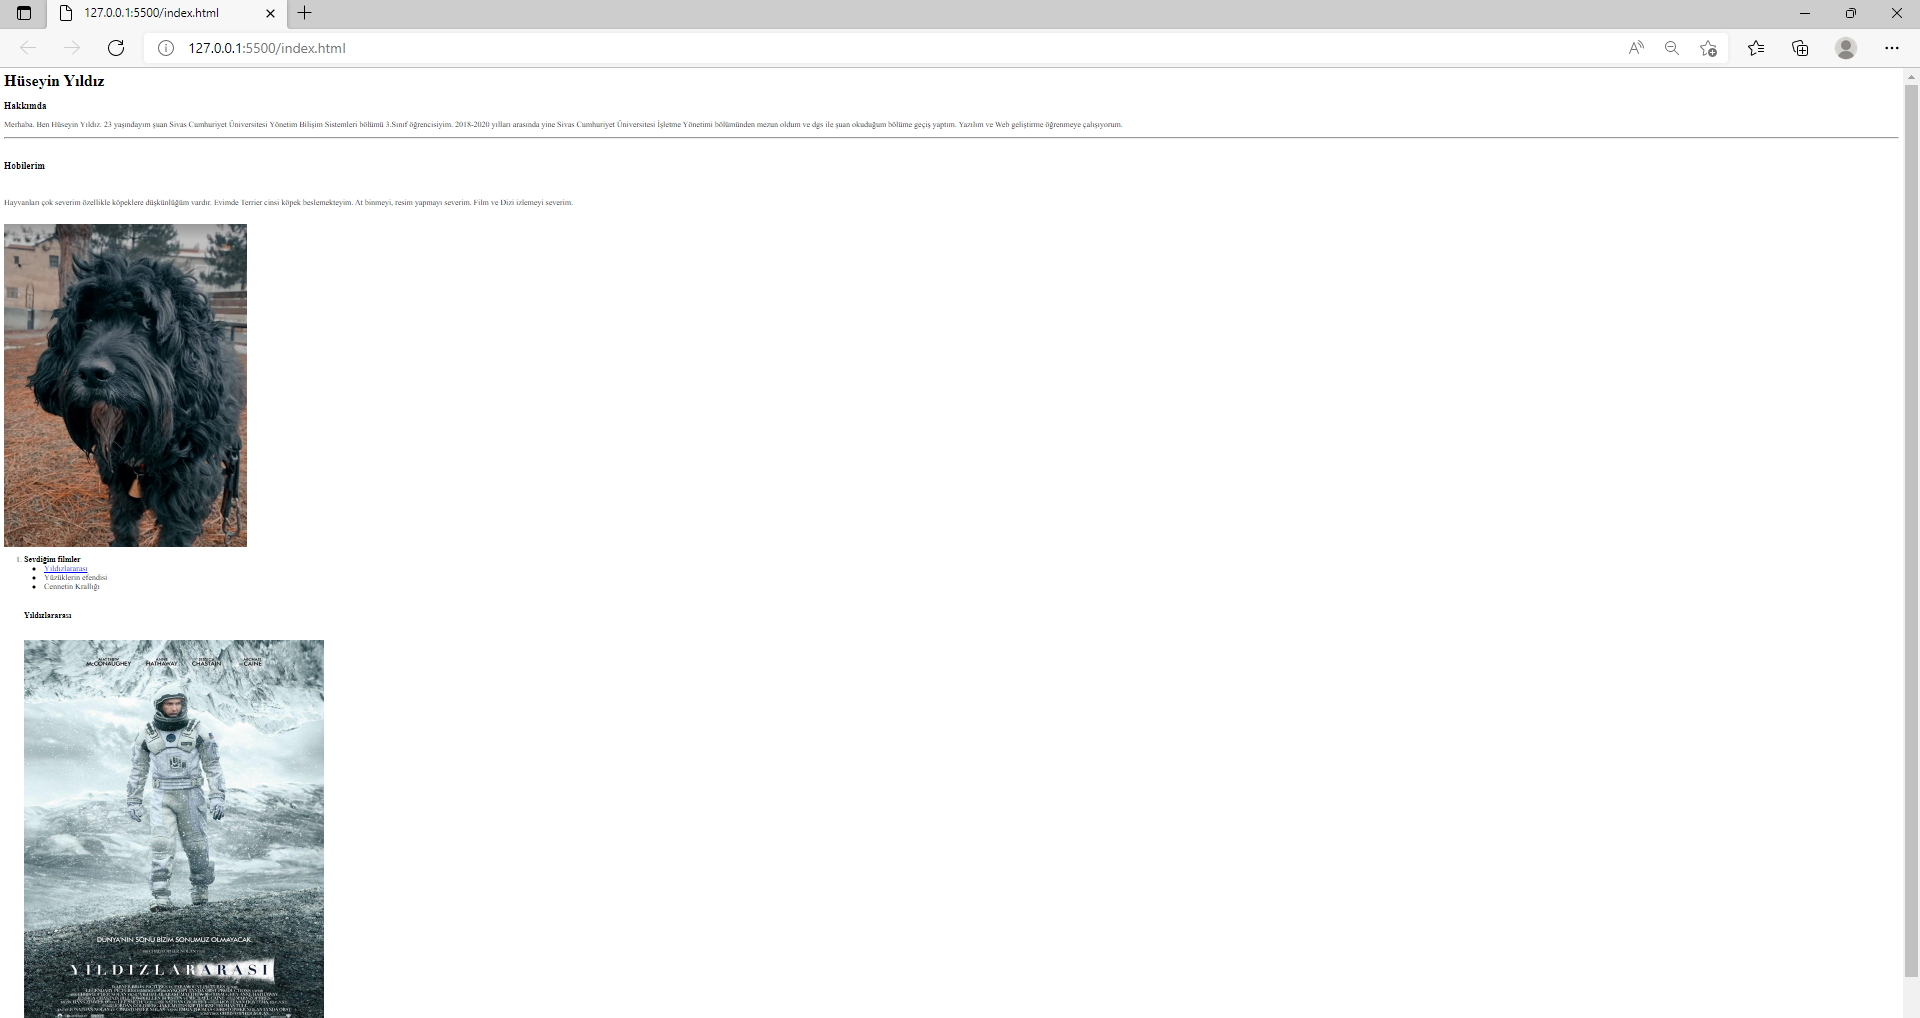 127.0.0.1:5500/index.html
127.0.0.1:5500/index.html
Hüseyin Yıldız
Hakkımda
Merhaba. Ben Hüseyin Yıldız. 23 yaşındayım şuan Sivas Cumhuriyet Üniversitesi Yönetim Bilişim Sistemleri bölümü 3.Sınıf öğrencisiyim. 2018-2020 yılları arasında yine Sivas Cumhuriyet Üniversitesi İşletme Yönetimi bölümünden mezun oldum ve dgs ile şuan okuduğum bölüme geçiş yaptım. Yazılım ve Web geliştirme öğrenmeye çalışıyorum.
Hobilerim
Hayvanları çok severim özellikle köpeklere düşkünlüğüm vardır. Evimde Terrier cinsi köpek beslemekteyim. At binmeyi, resim yapmayı severim. Film ve Dizi izlemeyi severim.
1. Sevdiğim filmler
Yıldızlararası
Yüzüklerin efendisi
Cennetin Krallığı
Yıldızlararası
MATTHEW McCONAUGHEY ANNE HATHAWAY JESSICA CHASTAIN MICHAEL CAINE
DÜNYA'NIN SONU BİZİM SONUMUZ OLMAYACAK.
YILDIZLARARASI